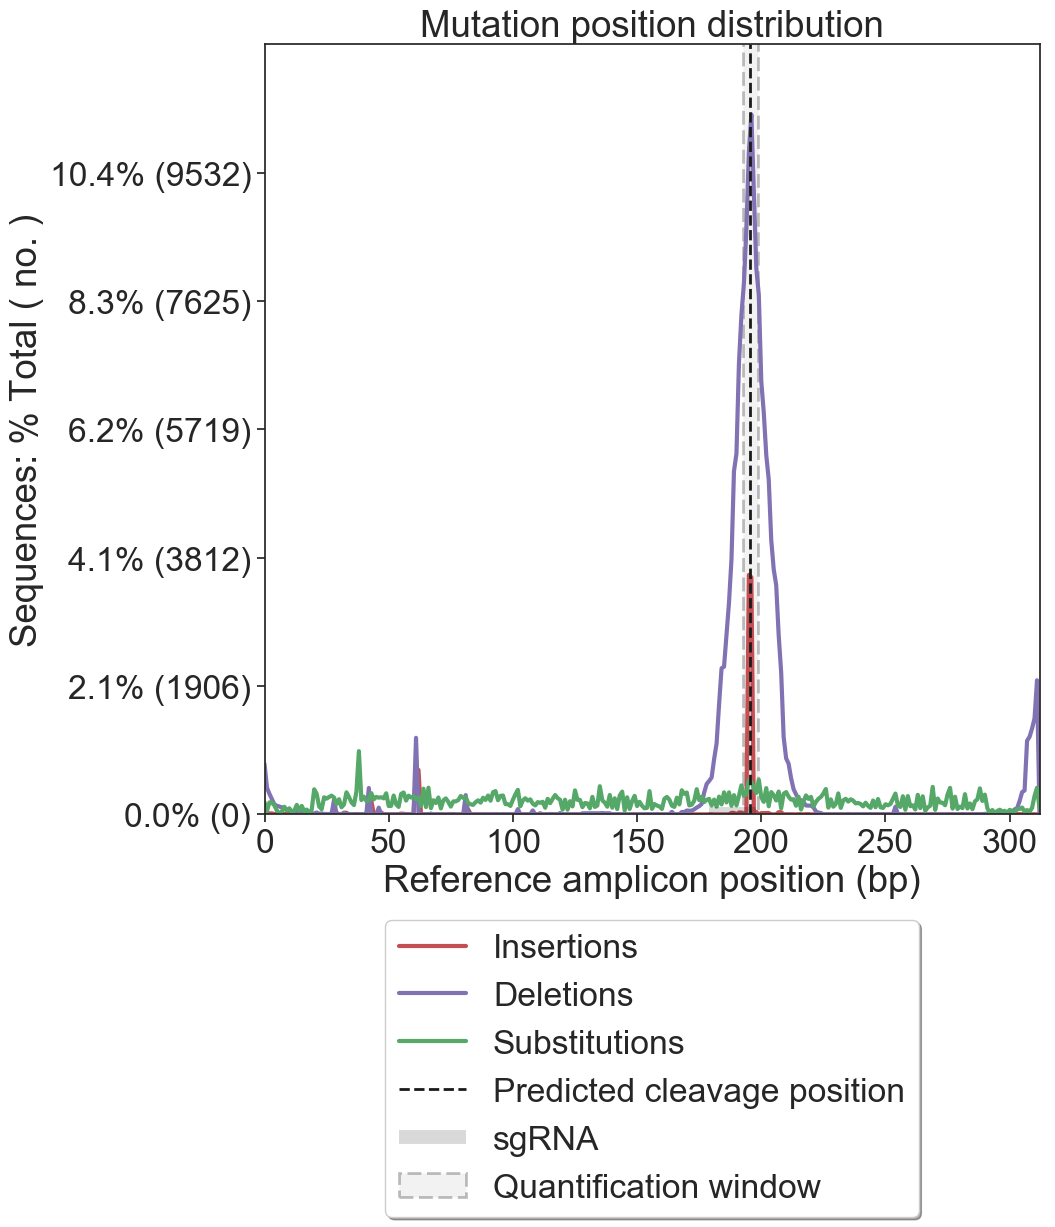 Mutation position distribution
Sequences: % Total ( no. )
10.4% (9532)
8.3% (7625)
6.2% (5719)
4.1% (3812)
2.1% (1906)
0.0% (0)
0 50 100 150 200 250 300
Reference amplicon position (bp)
Insertions
Deletions
Substitutions
Predicted cleavage position
sgRNA
Quantification window